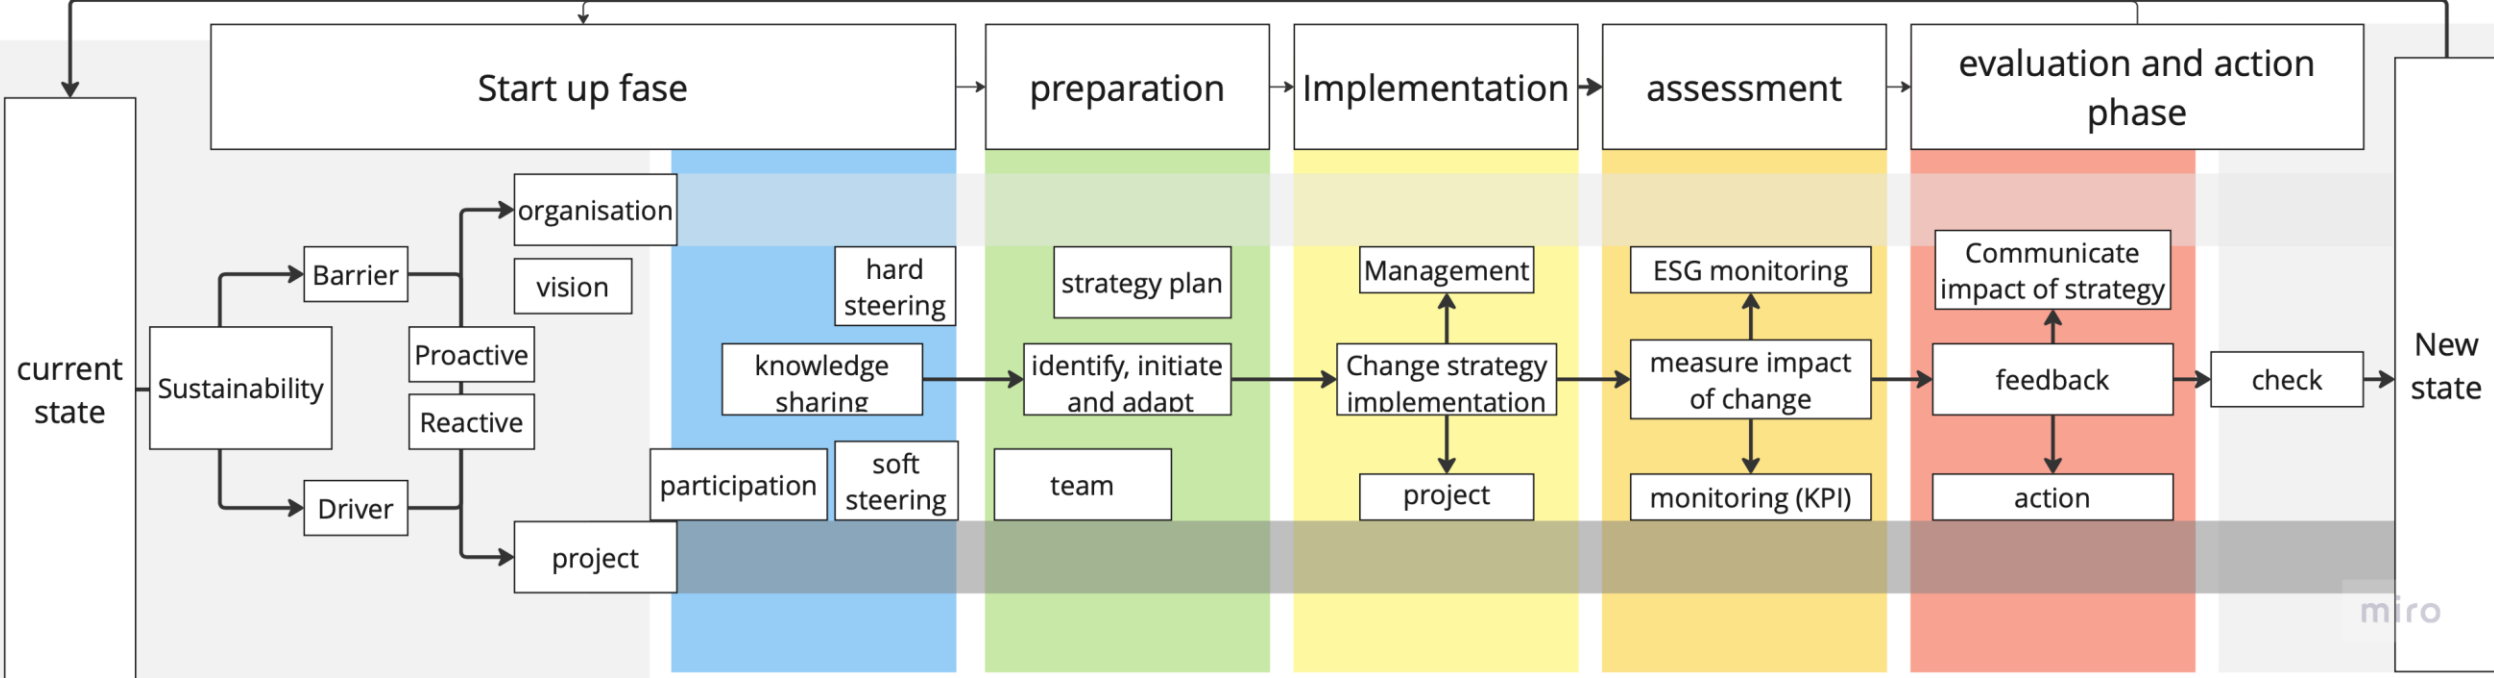 Start up fase
preparation
Implementation
assessment
evaluation and action
phase
current
state
Sustainability
Barrier
Driver
Proactive
Reactive
organisation
vision
participation
project
hard
steering
knowledge
sharing
soft
steering
strategy plan
identify, initiate
and adapt
team
Management
Change strategy
implementation
project
ESG monitoring
measure impact
of change
monitoring (KPI)
Communicate
impact of strategy
feedback
action
check
New
state
miro